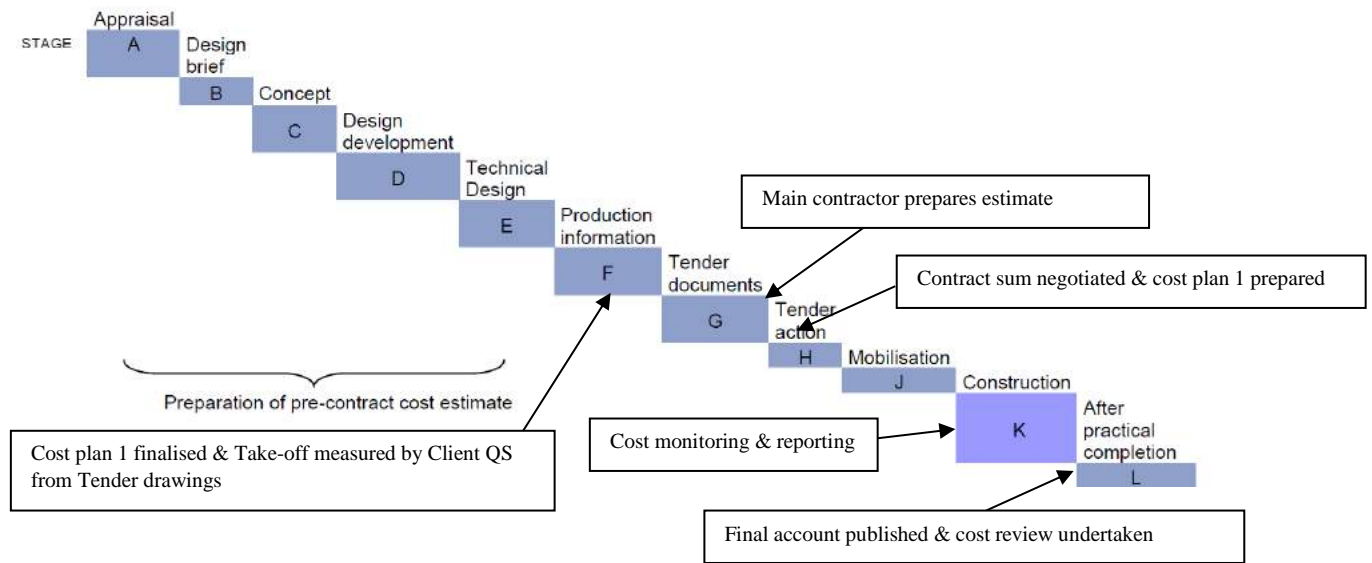 Appraisal
STAGE
A
Design
brief
B
Concept
C
Design
development
D
Technical
Design
E
Production
information
F
Tender
documents
G
Tender
action
H
Mobilisation
J
Construction
K
After
practical
completion
L
Main contractor prepares estimate
Contract sum negotiated & cost plan 1 prepared
Preparation of pre-contract cost estimate
Cost plan 1 finalised & Take-off measured by Client QS
from Tender drawings
Cost monitoring & reporting
Final account published & cost review undertaken